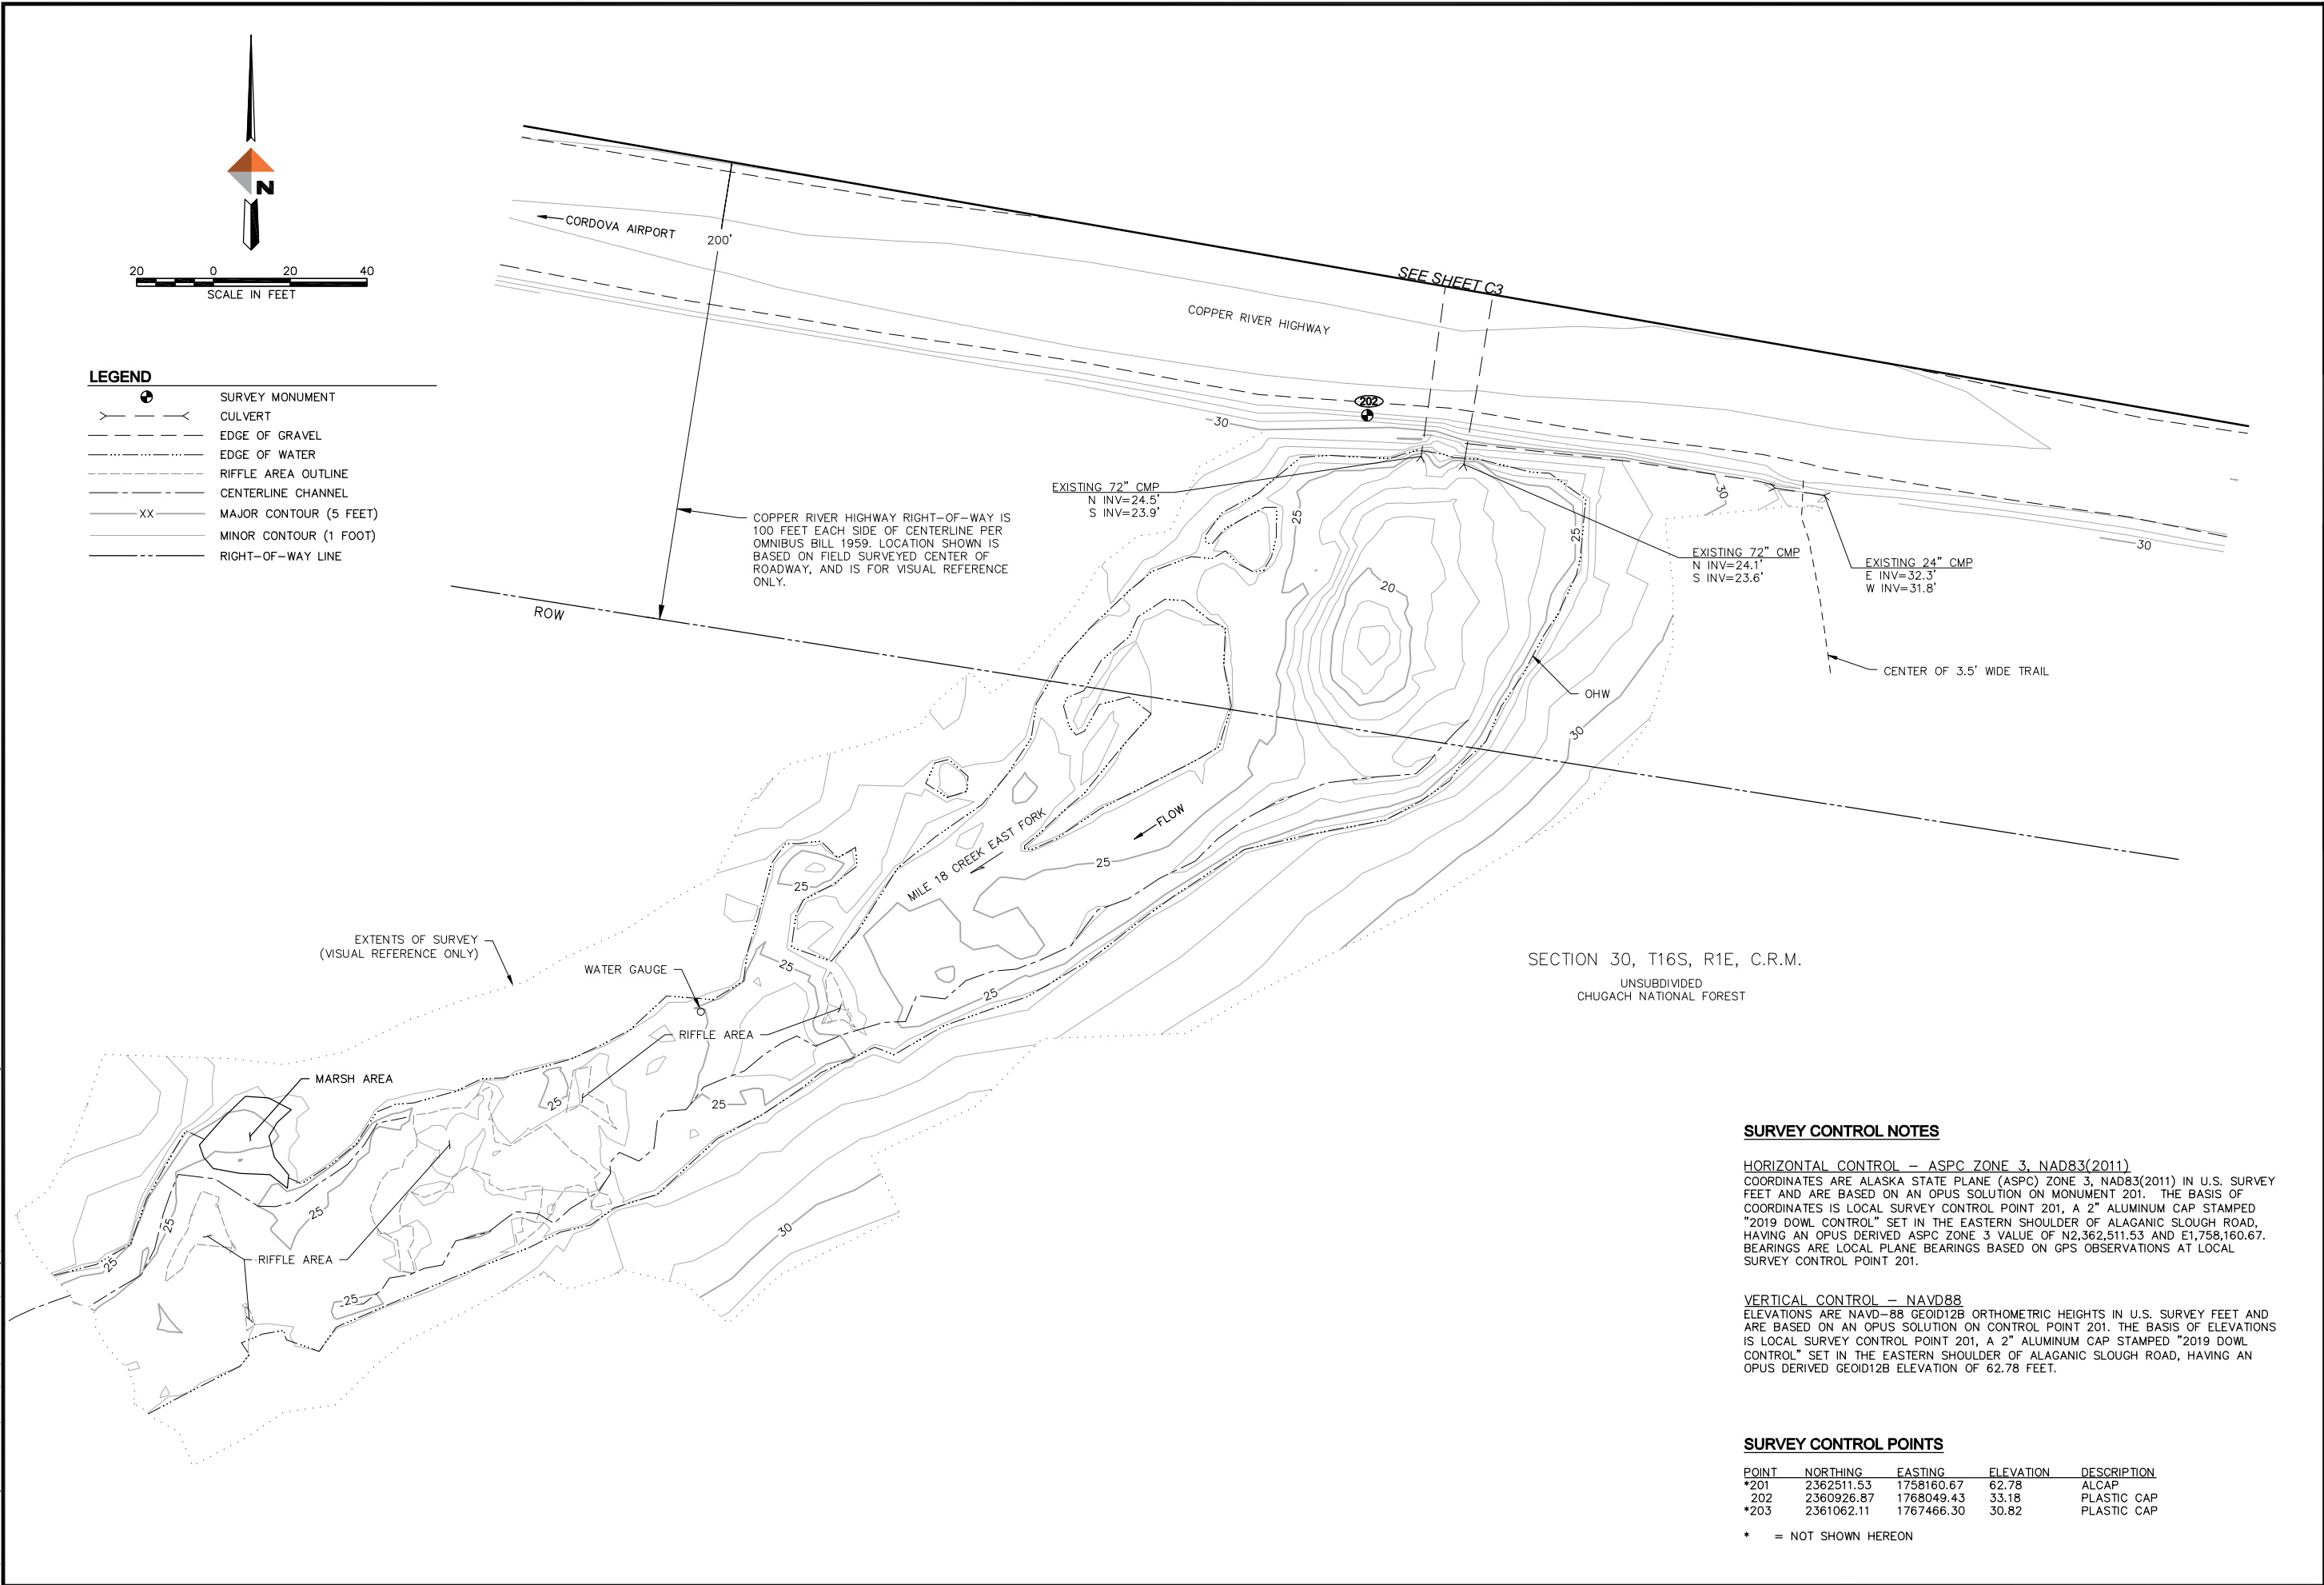 N
20 0 20 40
SCALE IN FEET
LEGEND
SURVEY MONUMENT
CULVERT
EDGE OF GRAVEL
EDGE OF WATER
RIFFLE AREA OUTLINE
CENTERLINE CHANNEL
XX MAJOR CONTOUR (5 FEET)
MINOR CONTOUR (1 FOOT)
RIGHT-OF-WAY LINE
CORDOVA AIRPORT
200'
SEE SHEET C3
COPPER RIVER HIGHWAY
202
30
EXISTING 72" CMP
N INV=24.5'
S INV=23.9'
COPPER RIVER HIGHWAY RIGHT-OF-WAY IS
100 FEET EACH SIDE OF CENTERLINE PER
OMNIBUS BILL 1959. LOCATION SHOWN IS
BASED ON FIELD SURVEYED CENTER OF
ROADWAY, AND IS FOR VISUAL REFERENCE
ONLY.
25
25
20
30
30
EXISTING 72" CMP
N INV=24.1'
S INV=23.6'
EXISTING 24" CMP
E INV=32.3'
W INV=31.8'
ROW
CENTER OF 3.5' WIDE TRAIL
OHW
30
FLOW
MILE 18 CREEK EAST FORK
25
25
EXTENTS OF SURVEY
(VISUAL REFERENCE ONLY)
WATER GAUGE
25
25
RIFFLE AREA
SECTION 30, T16S, R1E, C.R.M.
UNSUBDIVIDED
CHUGACH NATIONAL FOREST
MARSH AREA
25
25
25
25
25
RIFFLE AREA
25
30
SURVEY CONTROL NOTES
HORIZONTAL CONTROL – ASPC ZONE 3, NAD83(2011)
COORDINATES ARE ALASKA STATE PLANE (ASPC) ZONE 3, NAD83(2011) IN U.S. SURVEY
FEET AND ARE BASED ON AN OPUS SOLUTION ON MONUMENT 201. THE BASIS OF
COORDINATES IS LOCAL SURVEY CONTROL POINT 201, A 2" ALUMINUM CAP STAMPED
"2019 DOWL CONTROL" SET IN THE EASTERN SHOULDER OF ALAGANIC SLOUGH ROAD,
HAVING AN OPUS DERIVED ASPC ZONE 3 VALUE OF N2,362,511.53 AND E1,758,160.67.
BEARINGS ARE LOCAL PLANE BEARINGS BASED ON GPS OBSERVATIONS AT LOCAL
SURVEY CONTROL POINT 201.
VERTICAL CONTROL – NAVD88
ELEVATIONS ARE NAVD-88 GEOID12B ORTHOMETRIC HEIGHTS IN U.S. SURVEY FEET AND
ARE BASED ON AN OPUS SOLUTION ON CONTROL POINT 201. THE BASIS OF ELEVATIONS
IS LOCAL SURVEY CONTROL POINT 201, A 2" ALUMINUM CAP STAMPED "2019 DOWL
CONTROL" SET IN THE EASTERN SHOULDER OF ALAGANIC SLOUGH ROAD, HAVING AN
OPUS DERIVED GEOID12B ELEVATION OF 62.78 FEET.
SURVEY CONTROL POINTS
POINT NORTHING EASTING ELEVATION DESCRIPTION
*201 2362511.53 1758160.67 62.78 ALCAP
202 2360926.87 1768049.43 33.18 PLASTIC CAP
*203 2361062.11 1767466.30 30.82 PLASTIC CAP
* = NOT SHOWN HEREON